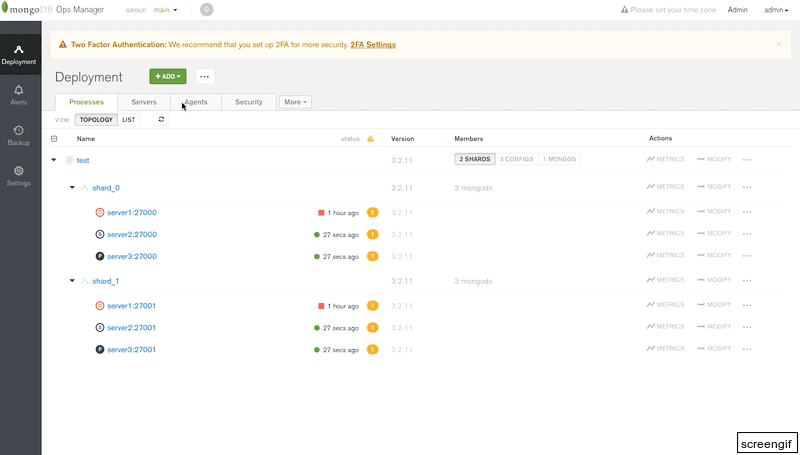 mongoDB Ops Manager GROUP main 0 Please set your time zone Admin admin
Two Factor Authentication: We recommend that you set up 2FA for more security. 2FA Settings ×
Deployment + ADD ...
Deployment
Processes Servers Agents Security More
Alerts
VIEW: TOPOLOGY LIST
Backup
Name status Version Members Actions
test 3.2.11 2 SHARDS 3 CONFIGS 1 MONGOS METRICS MODIFY ...
Settings
shard_0 3.2.11 3 mongods METRICS MODIFY ...
server1:27000 1 hour ago 1 3.2.11 METRICS MODIFY ...
S server2:27000 27 secs ago 1 3.2.11 METRICS MODIFY ...
P server3:27000 27 secs ago 1 3.2.11 METRICS MODIFY ...
shard_1 3.2.11 3 mongods METRICS MODIFY ...
server1:27001 1 hour ago 1 3.2.11 METRICS MODIFY ...
S server2:27001 27 secs ago 1 3.2.11 METRICS MODIFY ...
P server3:27001 27 secs ago 1 3.2.11 METRICS MODIFY ...
screengif